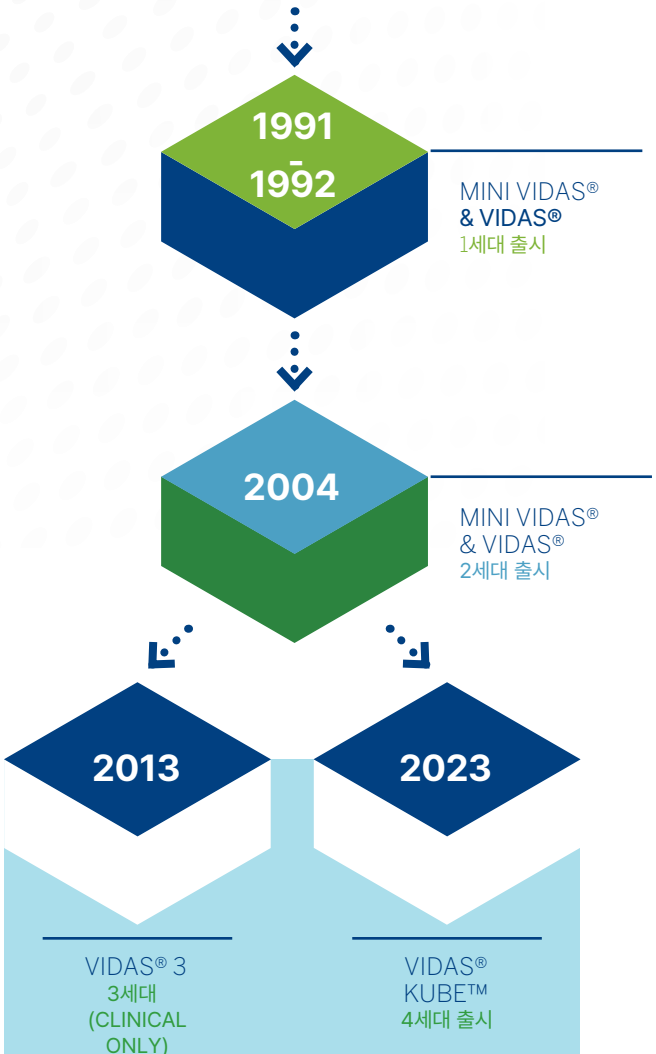 1991
-
1992
MINI VIDAS®
& VIDAS®
1세대 출시
2004
MINI VIDAS®
& VIDAS®
2세대 출시
2013
2023
VIDAS® 3
3세대
(CLINICAL
ONLY)
VIDAS®
KUBE™
4세대 출시